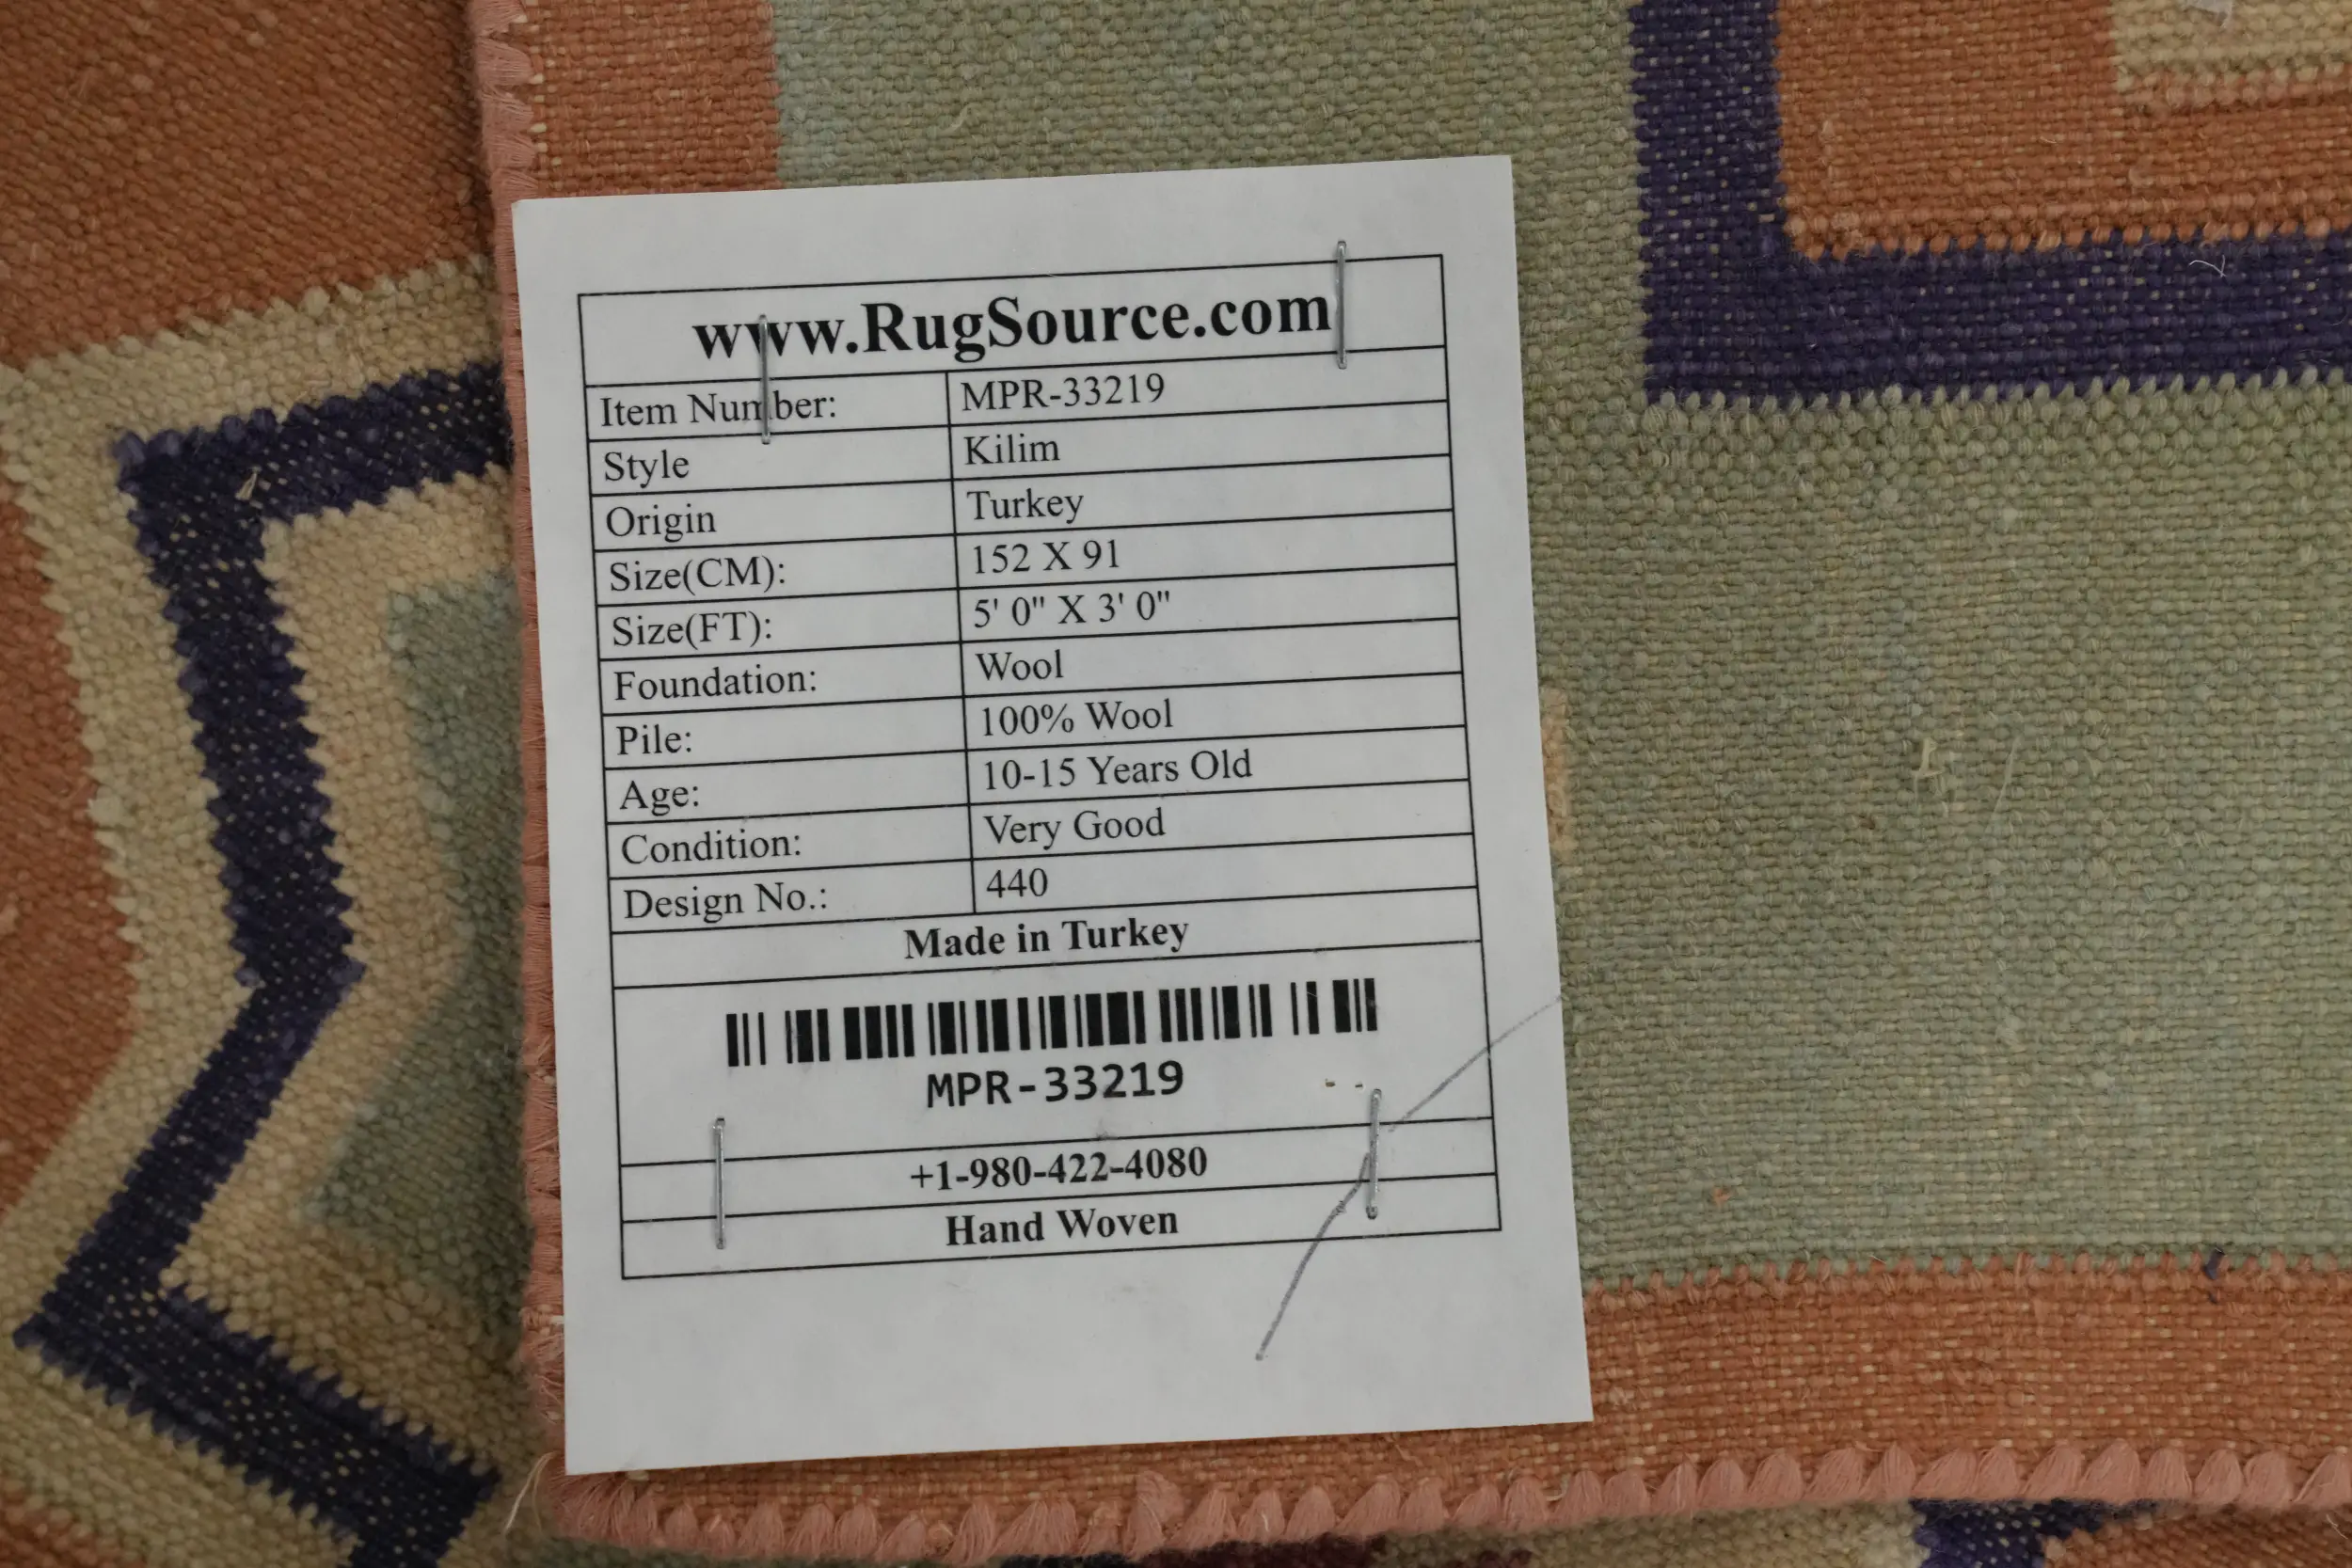 www.RugSource.com
Item Number: MPR-33219
Style Kilim
Origin Turkey
Size(CM): 152 X 91
Size(FT): 5' 0" X 3' 0"
Foundation: Wool
Pile: 100% Wool
Age: 10-15 Years Old
Condition: Very Good
Design No.: 440
Made in Turkey
MPR-33219
+1-980-422-4080
Hand Woven